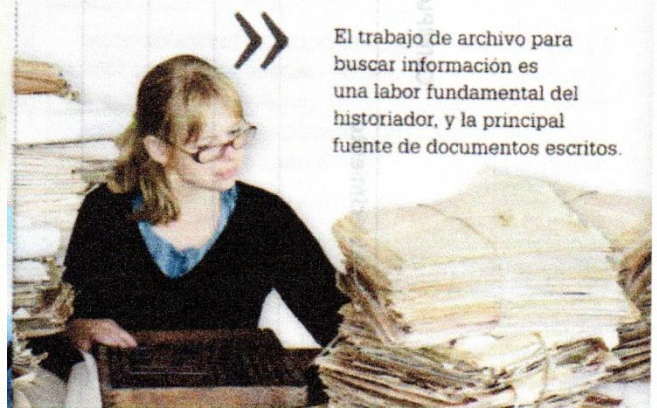 El trabajo de archivo para
buscar información es
una labor fundamental del
historiador, y la principal
fuente de documentos escritos.